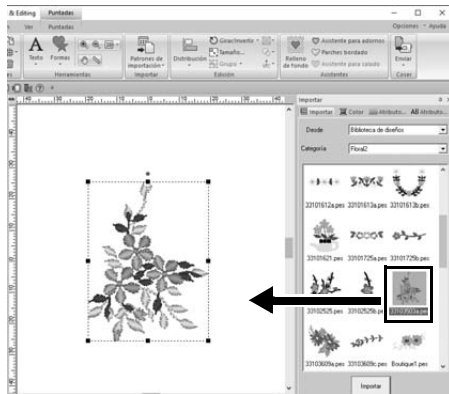 & Editing Puntadas
Ver Puntadas Opciones Ayuda
Texto Formas
Patrones de importación
Distribución
Girar/invertir
Tamaño...
Grupo
Relleno de fondo
Asistente para adornos
Parches bordado
Asistente para calado
Enviar
Herramientas Importar Edición Asistentes Coser
Importar
Importar Color Atributo... AB Atributo...
Desde Biblioteca de diseños
Categoría Floral2
33101612a.pes 33101613a.pes 33101613b.pes
33101621.pes 33101725a.pes 33101725b.pes
33102525.pes 33102529b.pes
33103609a.pes 33103609c.pes Boutique1.pes
Importar